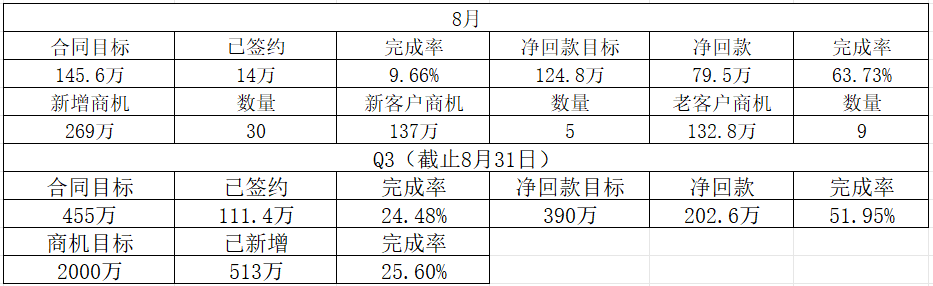 8月
合同目标 已签约 完成率 净回款目标 净回款 完成率
145.6万 14万 9.66% 124.8万 79.5万 63.73%
新增商机 数量 新客户商机 数量 老客户商机 数量
269万 30 137万 5 132.8万 9
Q3（截止8月31日）
合同目标 已签约 完成率 净回款目标 净回款 完成率
455万 111.4万 24.48% 390万 202.6万 51.95%
商机目标 已新增 完成率
2000万 513万 25.60%